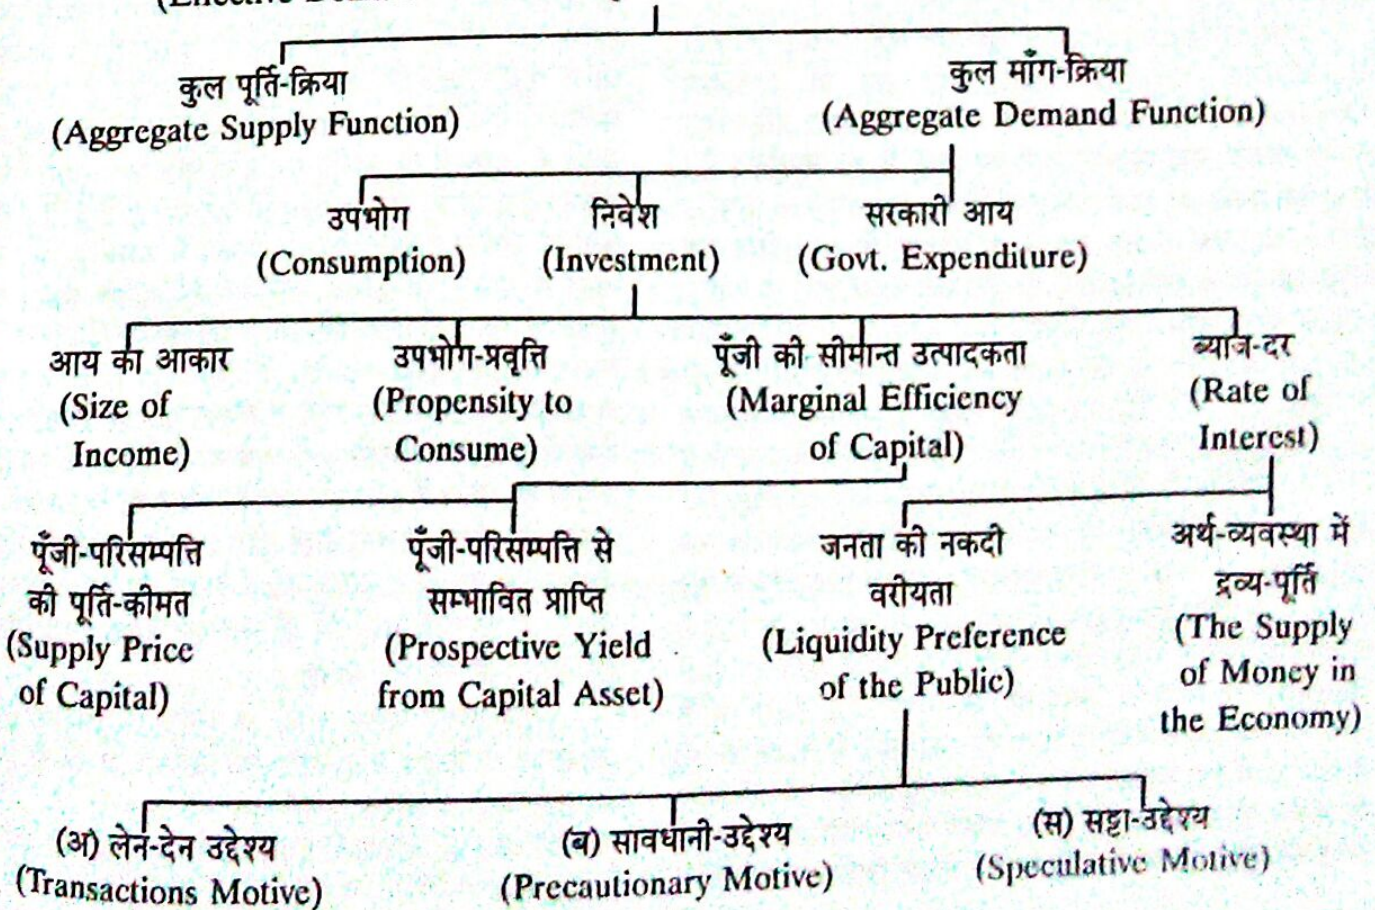 (Effective
कुल पूर्ति-क्रिया
(Aggregate Supply Function)
कुल माँग-क्रिया
(Aggregate Demand Function)
उपभोग
(Consumption)
निवेश
(Investment)
सरकारी आय
(Govt. Expenditure)
आय का आकार
(Size of
Income)
उपभोग-प्रवृत्ति
(Propensity to
Consume)
पूँजी की सीमान्त उत्पादकता
(Marginal Efficiency
of Capital)
ब्याज-दर
(Rate of
Interest)
पूँजी-परिसम्पत्ति
की पूर्ति-कीमत
(Supply Price
of Capital)
पूँजी-परिसम्पत्ति से
सम्भावित प्राप्ति
(Prospective Yield
from Capital Asset)
जनता की नकदी
वरीयता
(Liquidity Preference
of the Public)
अर्थ-व्यवस्था में
द्रव्य-पूर्ति
(The Supply
of Money in
the Economy)
(अ) लेन-देन उद्देश्य
(Transactions Motive)
(ब) सावधानी-उद्देश्य
(Precautionary Motive)
(स) सट्टा-उद्देश्य
(Speculative Motive)